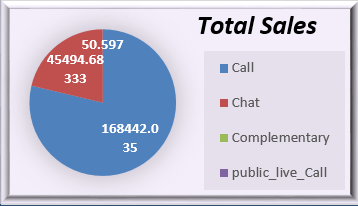 Total Sales
50.597
45494.68
333
168442.0
35
Call
Chat
Complementary
public_live_Call